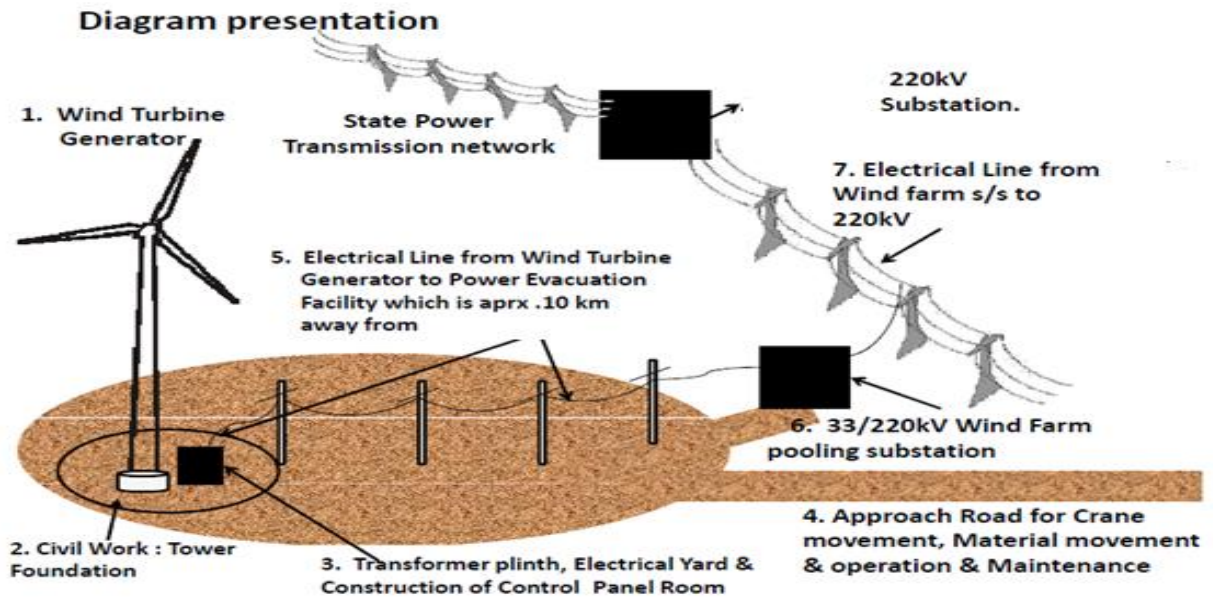 Diagram presentation
220kV
Substation.
1. Wind Turbine
Generator
State Power
Transmission network
7. Electrical Line from
Wind farm s/s to
220kV
5. Electrical Line from Wind Turbine
Generator to Power Evacuation
Facility which is aprx .10 km
away from
6. 33/220kV Wind Farm
pooling substation
2. Civil Work : Tower
Foundation
3. Transformer plinth, Electrical Yard &
Construction of Control Panel Room
4. Approach Road for Crane
movement, Material movement
& operation & Maintenance